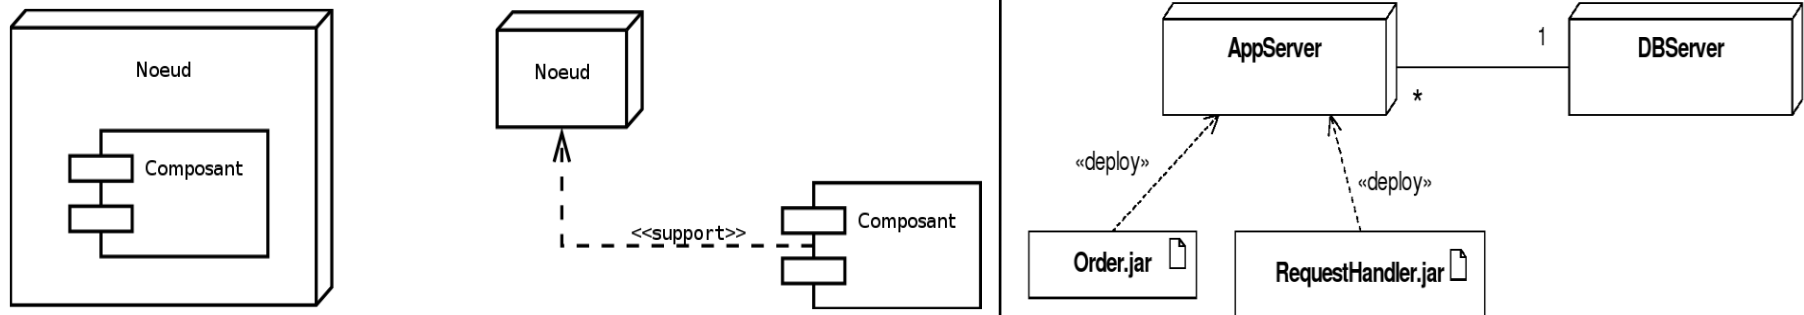 Noeud
Composant
Noeud
<<support>>
Composant
AppServer
1
*
DBServer
«deploy»
«deploy»
Order.jar
RequestHandler.jar